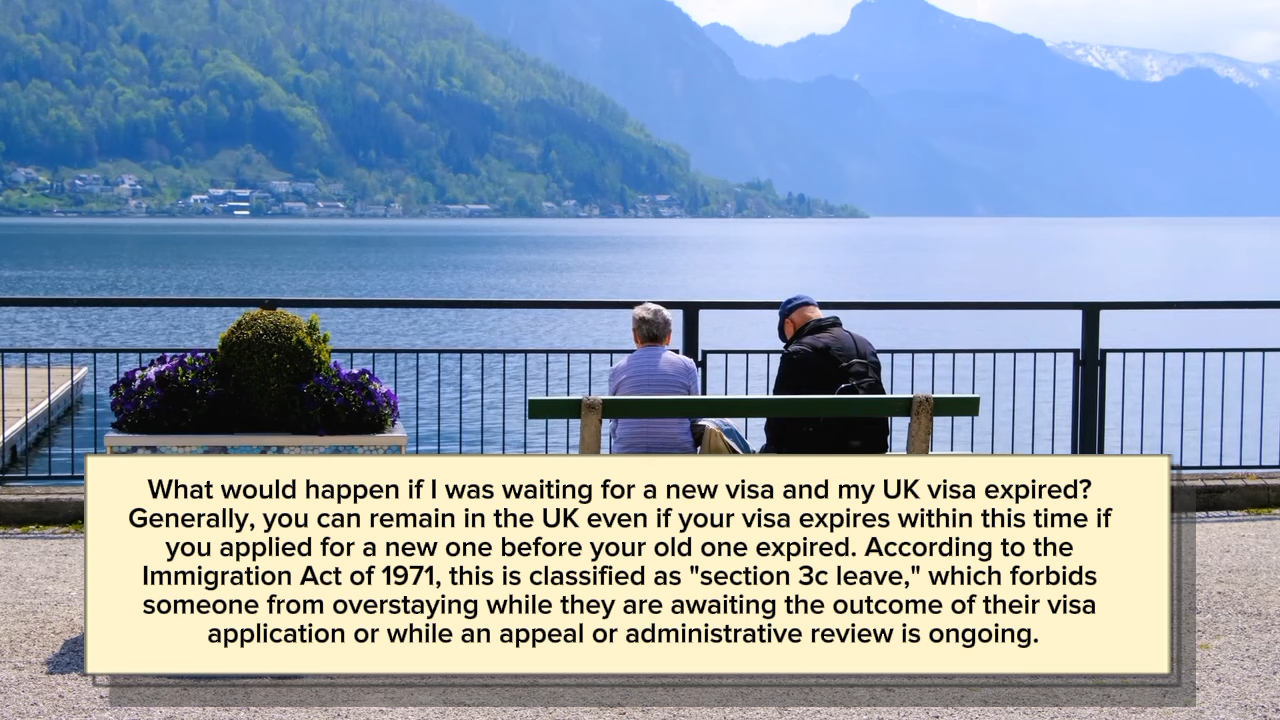 What would happen if I was waiting for a new visa and my UK visa expired?
Generally, you can remain in the UK even if your visa expires within this time if
you applied for a new one before your old one expired. According to the
Immigration Act of 1971, this is classified as "section 3c leave," which forbids
someone from overstaying while they are awaiting the outcome of their visa
application or while an appeal or administrative review is ongoing.